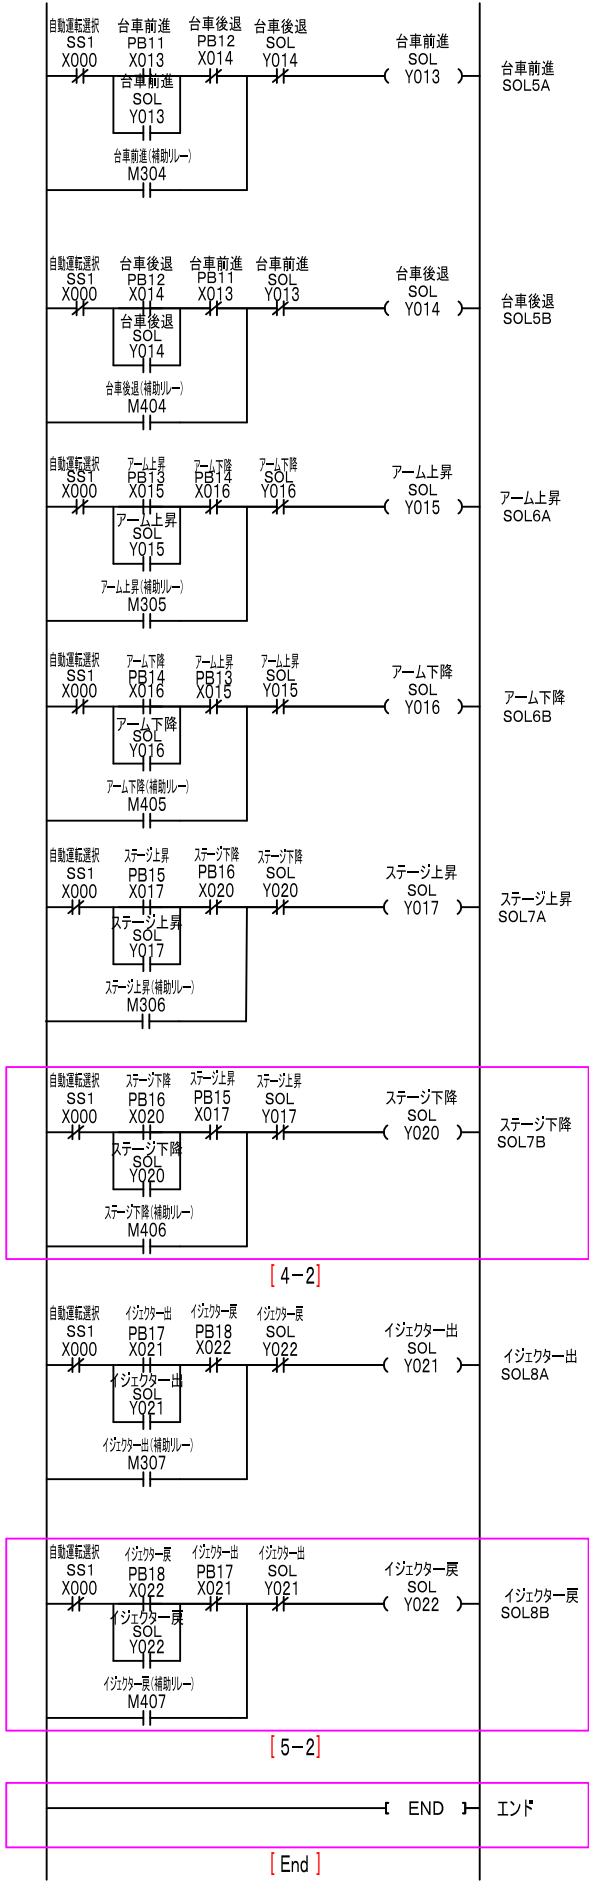 自動運転選択 台車前進 台車後退 台車後退
SS1 PB11 PB12 SOL 台車前進
X000 X013 X014 Y014 SOL
Y013
台車前進
SOL5A
台車前進
SOL
Y013
台車前進(補助リレー)
M304
自動運転選択 台車後退 台車前進 台車前進
SS1 PB12 PB11 SOL 台車後退
X000 X014 X013 Y013 SOL
Y014
台車後退
SOL5B
台車後退
SOL
Y014
台車後退(補助リレー)
M404
自動運転選択 アーム上昇 アーム下降 アーム下降
SS1 PB13 PB14 SOL アーム上昇
X000 X015 X016 Y016 SOL
Y015
アーム上昇
SOL6A
アーム上昇
SOL
Y015
アーム上昇(補助リレー)
M305
自動運転選択 アーム下降 アーム上昇 アーム上昇
SS1 PB14 PB13 SOL アーム下降
X000 X016 X015 Y015 SOL
Y016
アーム下降
SOL6B
アーム下降
SOL
Y016
アーム下降(補助リレー)
M405
自動運転選択 ステージ上昇 ステージ下降 ステージ下降
SS1 PB15 PB16 SOL ステージ上昇
X000 X017 X020 Y020 SOL
Y017
ステージ上昇
SOL7A
ステージ上昇
SOL
Y017
ステージ上昇(補助リレー)
M306
自動運転選択 ステージ下降 ステージ上昇 ステージ上昇
SS1 PB16 PB15 SOL ステージ下降
X000 X020 X017 Y017 SOL
Y020
ステージ下降
SOL7B
ステージ下降
SOL
Y020
ステージ下降(補助リレー)
M406
[ 4-2]
自動運転選択 イジェクター出 イジェクター戻 イジェクター戻
SS1 PB17 PB18 SOL イジェクター出
X000 X021 X022 Y022 SOL
Y021
イジェクター出
SOL8A
イジェクター出
SOL
Y021
イジェクター出(補助リレー)
M307
自動運転選択 イジェクター戻 イジェクター出 イジェクター出
SS1 PB18 PB17 SOL イジェクター戻
X000 X022 X021 Y021 SOL
Y022
イジェクター戻
SOL8B
イジェクター戻
SOL
Y022
イジェクター戻(補助リレー)
M407
[ 5-2]
END エンド
[ End ]